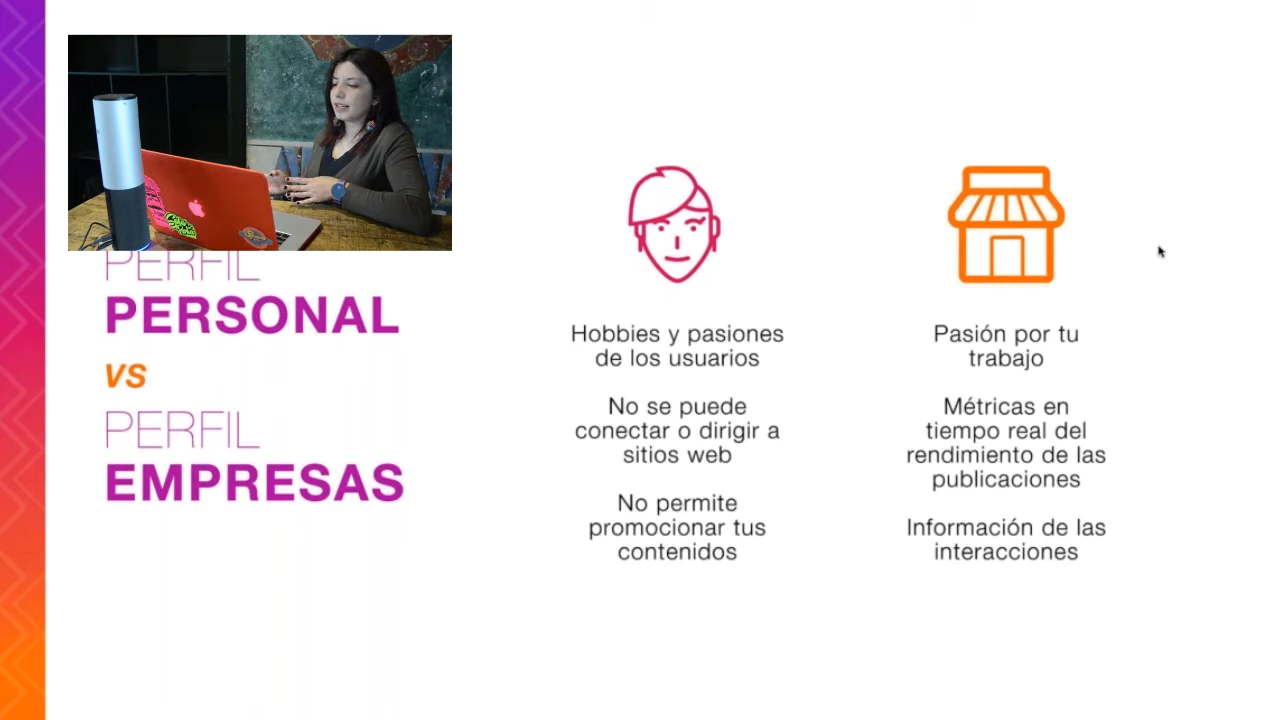 PERFIL
PERSONAL
VS
PERFIL
EMPRESAS
Hobbies y pasiones
de los usuarios
No se puede
conectar o dirigir a
sitios web
No permite
promocionar tus
contenidos
Pasión por tu
trabajo
Métricas en
tiempo real del
rendimiento de las
publicaciones
Información de las
interacciones